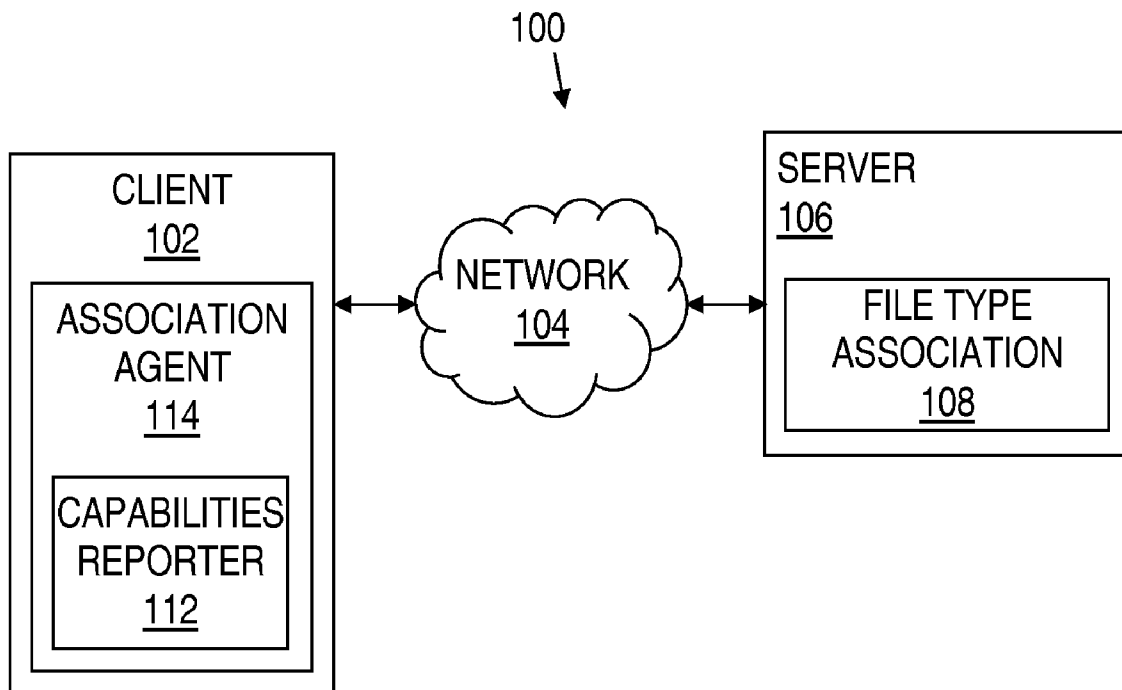 100
CLIENT
102
ASSOCIATION
AGENT
114
CAPABILITIES
REPORTER
112
NETWORK
104
SERVER
106
FILE TYPE
ASSOCIATION
108